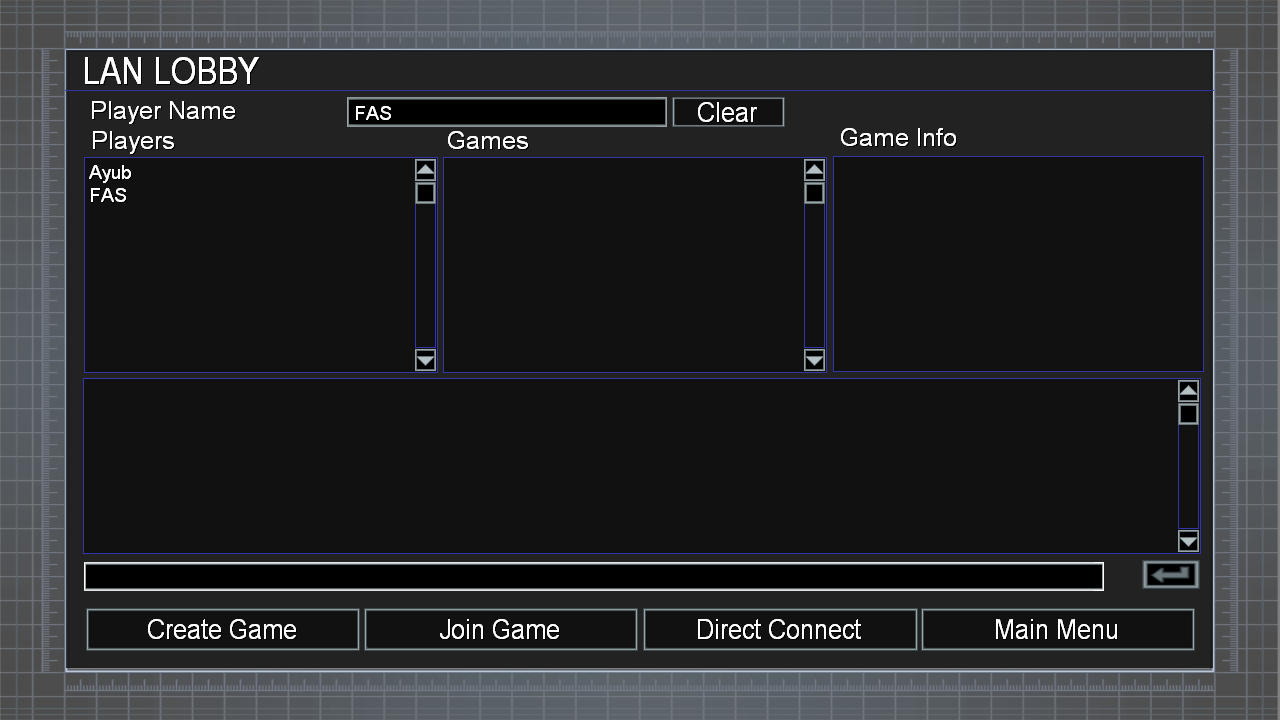 LAN LOBBY
Player Name FAS Clear
Players Games Game Info
Ayub
FAS
Create Game Join Game Direct Connect Main Menu